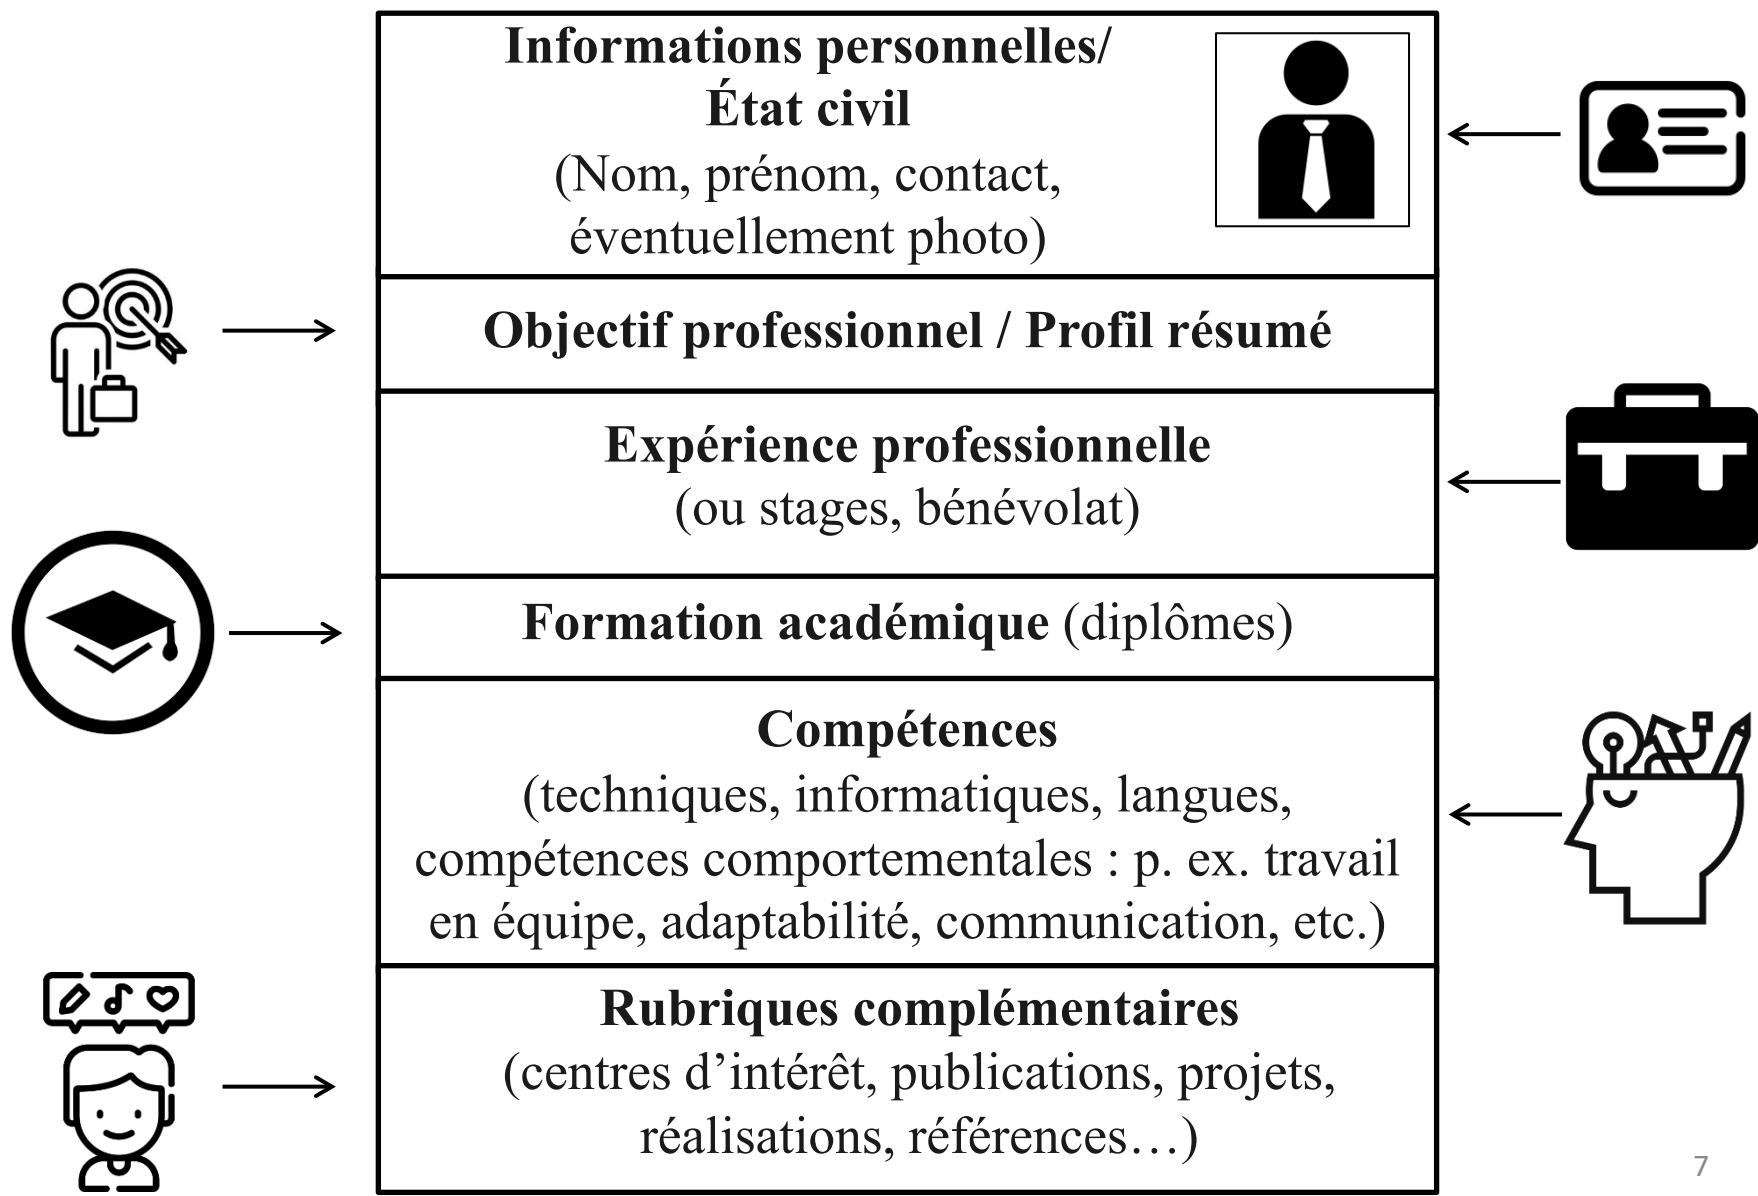 Informations personnelles/
État civil
(Nom, prénom, contact,
éventuellement photo)
Objectif professionnel / Profil résumé
Expérience professionnelle
(ou stages, bénévolat)
Formation académique (diplômes)
Compétences
(techniques, informatiques, langues,
compétences comportementales : p. ex. travail
en équipe, adaptabilité, communication, etc.)
Rubriques complémentaires
(centres d’intérêt, publications, projets,
réalisations, références…)
7